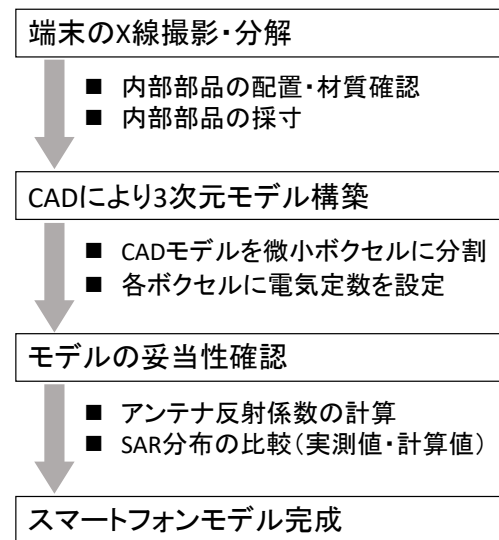 端末のX線撮影・分解
■ 内部部品の配置・材質確認
■ 内部部品の採寸
CADにより3次元モデル構築
■ CADモデルを微小ボクセルに分割
■ 各ボクセルに電気定数を設定
モデルの妥当性確認
■ アンテナ反射係数の計算
■ SAR分布の比較（実測値・計算値）
スマートフォンモデル完成